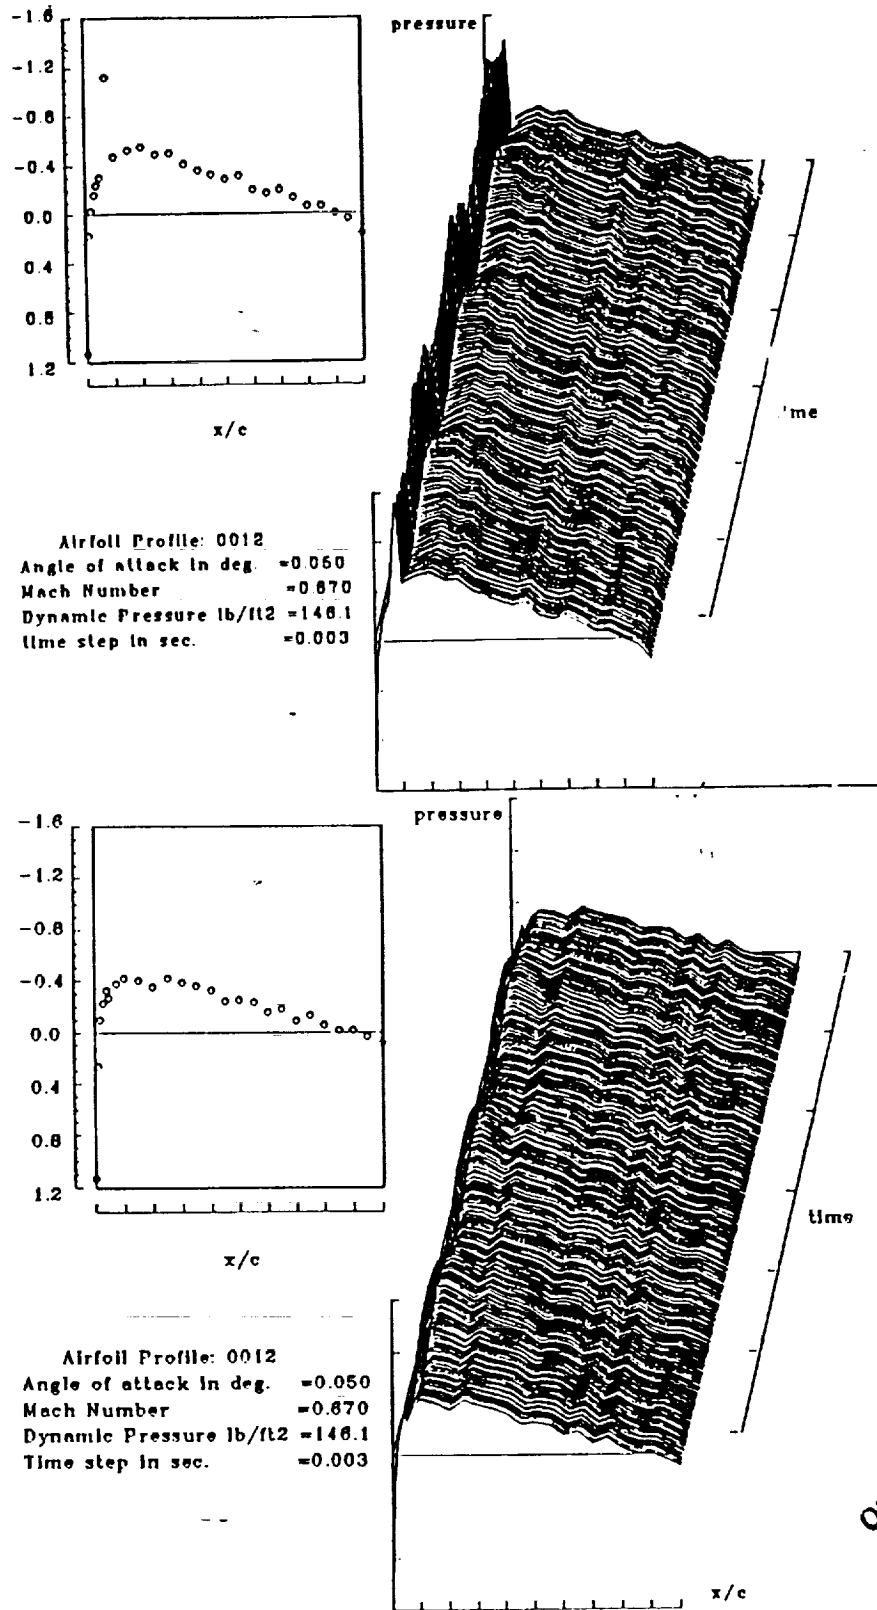 pressure
-1.6
-1.2
-0.8
-0.4
0.0
0.4
0.8
1.2
x/c
'me
Airfoil Profile: 0012
Angle of attack in deg. =0.050
Mach Number =0.670
Dynamic Pressure lb/ft2 =146.1
time step in sec. =0.003
pressure
-1.6
-1.2
-0.8
-0.4
0.0
0.4
0.8
1.2
x/c
time
Airfoil Profile: 0012
Angle of attack in deg. =0.050
Mach Number =0.670
Dynamic Pressure lb/ft2 =146.1
Time step in sec. =0.003
x/c